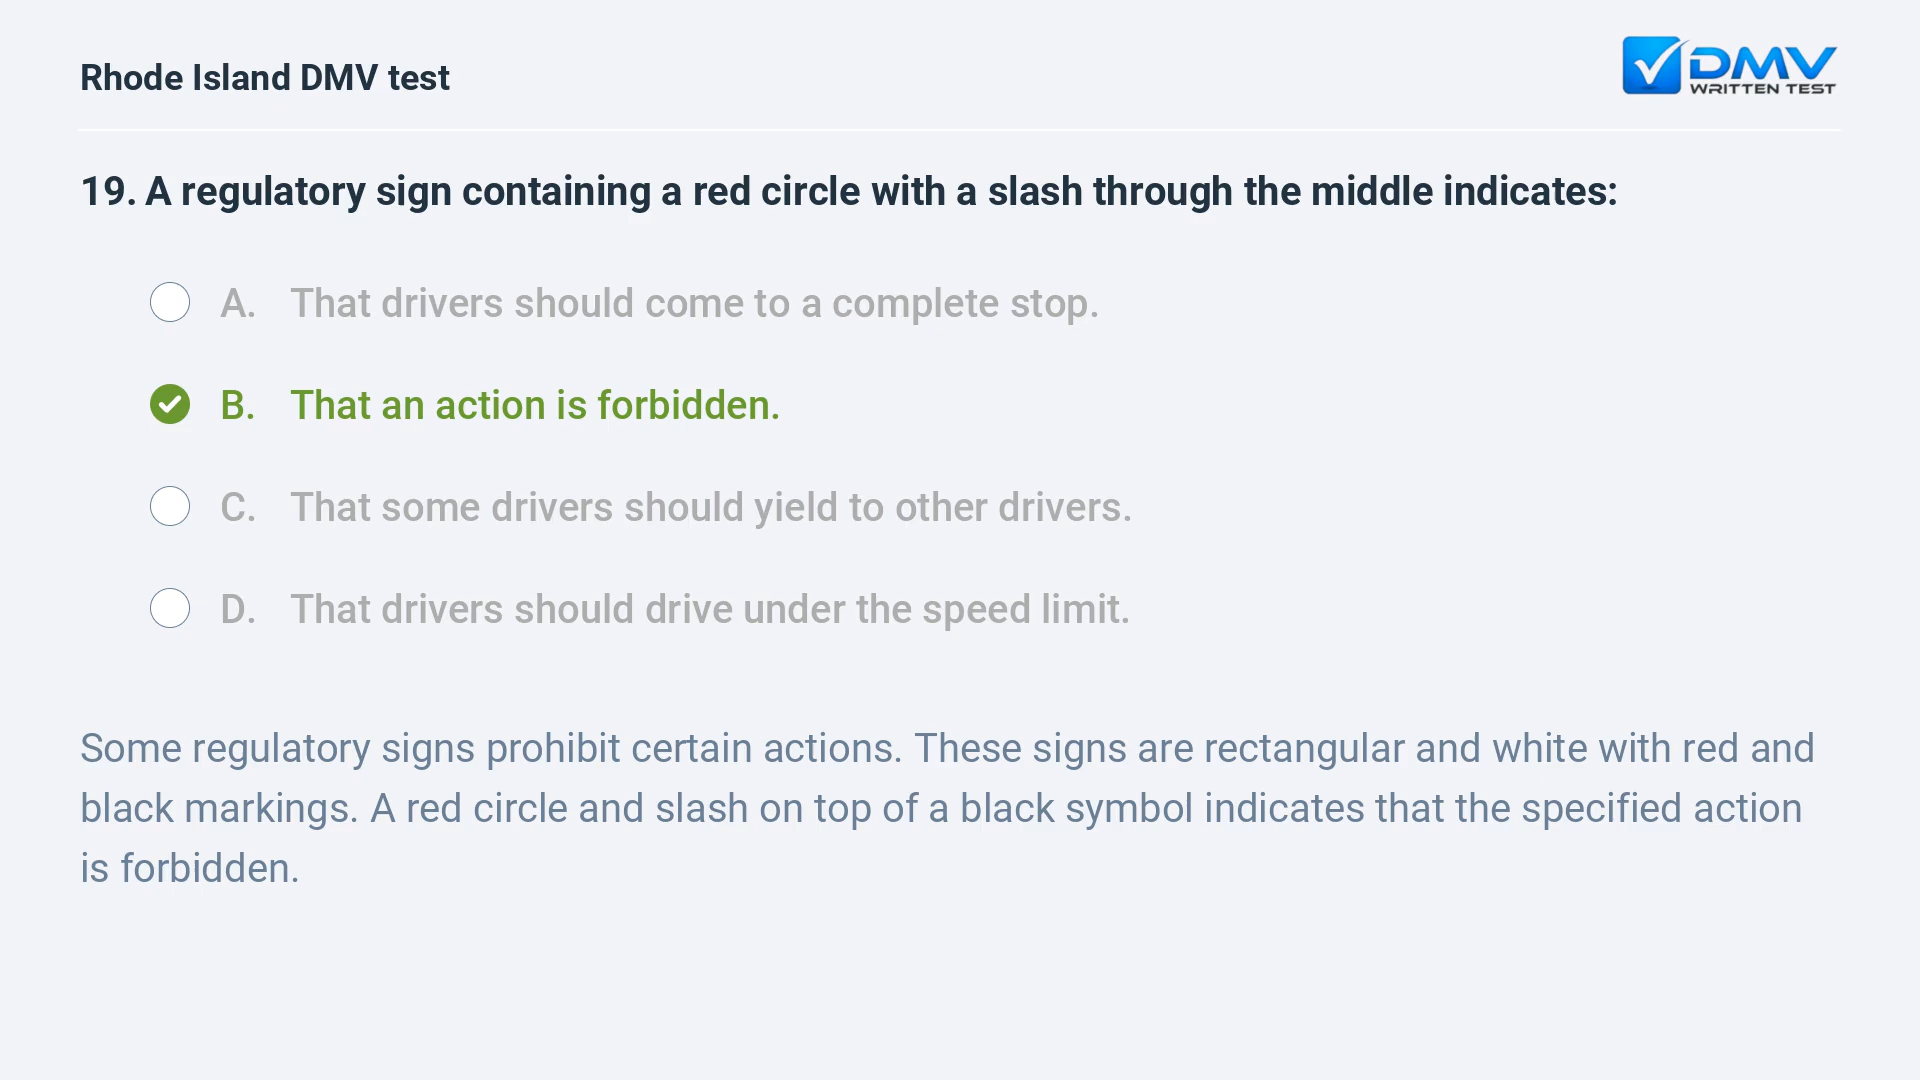 Rhode Island DMV test
DMV
WRITTEN TEST
19. A regulatory sign containing a red circle with a slash through the middle indicates:
A. That drivers should come to a complete stop.
B. That an action is forbidden.
C. That some drivers should yield to other drivers.
D. That drivers should drive under the speed limit.
Some regulatory signs prohibit certain actions. These signs are rectangular and white with red and
black markings. A red circle and slash on top of a black symbol indicates that the specified action
is forbidden.